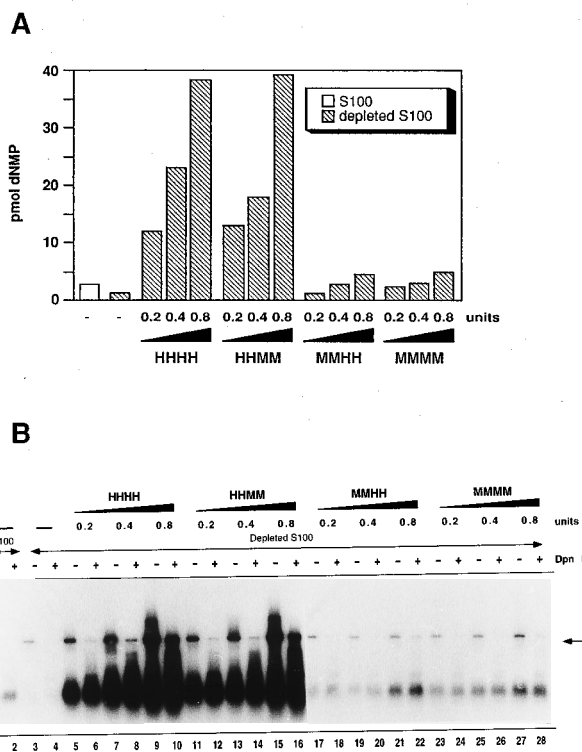 A
40
30
20
10
0
pmol dNMP
S100
depleted S100
- - 0.2 0.4 0.8 0.2 0.4 0.8 0.2 0.4 0.8 0.2 0.4 0.8 units
HHHH HHMM MMHH MMMM
B
HHHH HHMM MMHH MMMM
— — 0.2 0.4 0.8 0.2 0.4 0.8 0.2 0.4 0.8 0.2 0.4 0.8 units
100 Depleted S100
+ - + - + - + - + - + - + - + - + - + - + - + - + - + Dpn
2 3 4 5 6 7 8 9 10 11 12 13 14 15 16 17 18 19 20 21 22 23 24 25 26 27 28